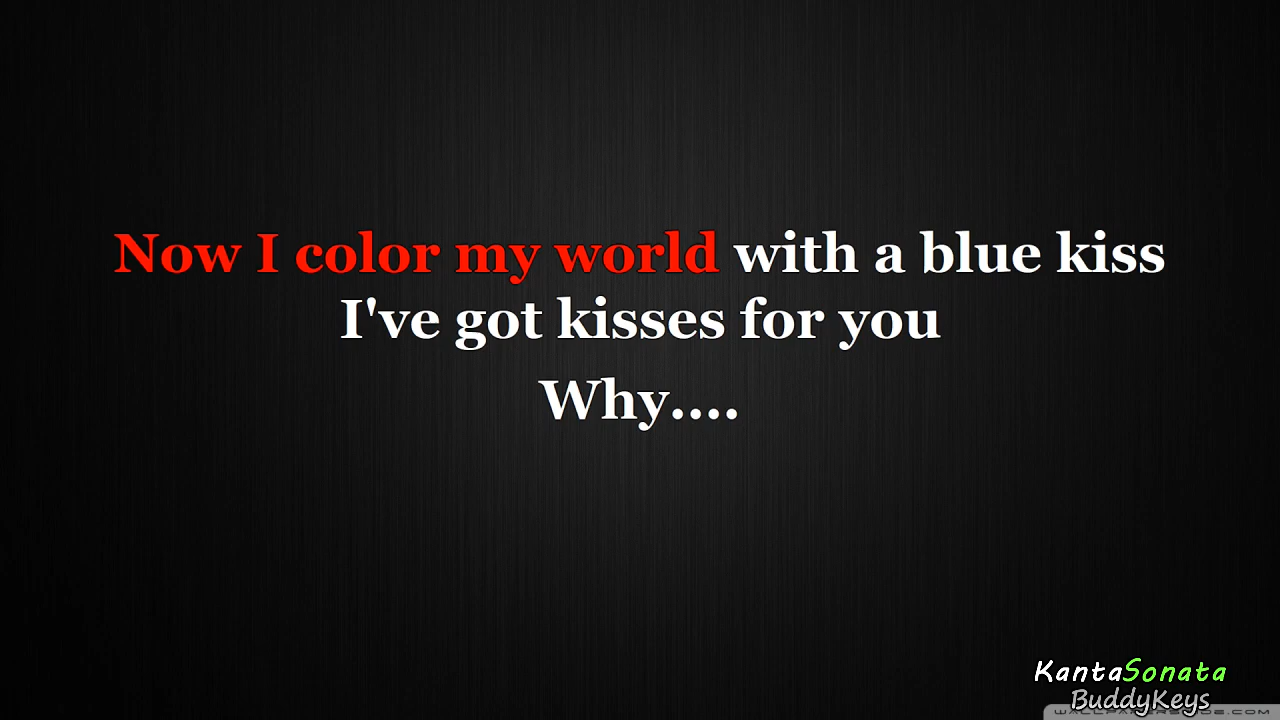 Now I color my world with a blue kiss
I've got kisses for you
Why....
KantaSonata
BuddyKeys